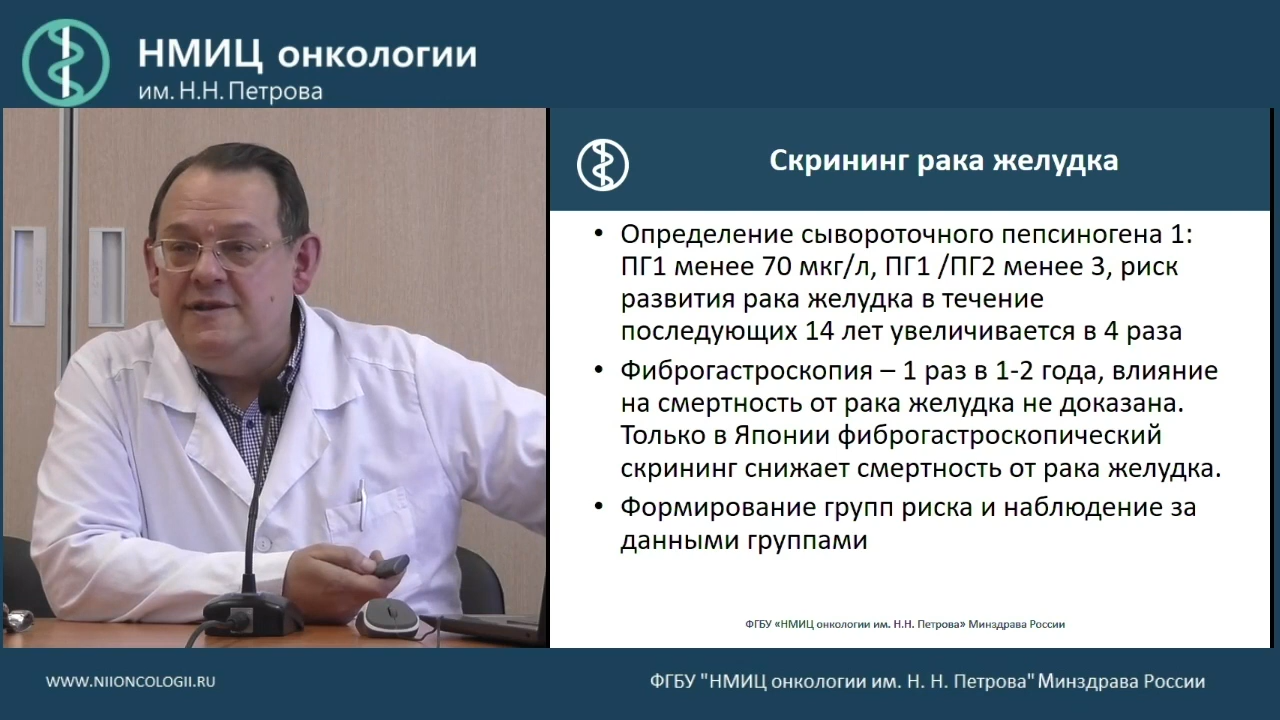 НМИЦ онкологии
им. Н.Н. Петрова
Скрининг рака желудка
• Определение сывороточного пепсиногена 1:
ПГ1 менее 70 мкг/л, ПГ1 /ПГ2 менее 3, риск
развития рака желудка в течение
последующих 14 лет увеличивается в 4 раза
• Фиброгастроскопия – 1 раз в 1-2 года, влияние
на смертность от рака желудка не доказана.
Только в Японии фиброгастроскопический
скрининг снижает смертность от рака желудка.
• Формирование групп риска и наблюдение за
данными группами
ФГБУ «НМИЦ онкологии им. Н.Н. Петрова» Минздрава России
WWW.NIIONCOLOGII.RU
ФГБУ "НМИЦ онкологии им. Н. Н. Петрова" Минздрава России